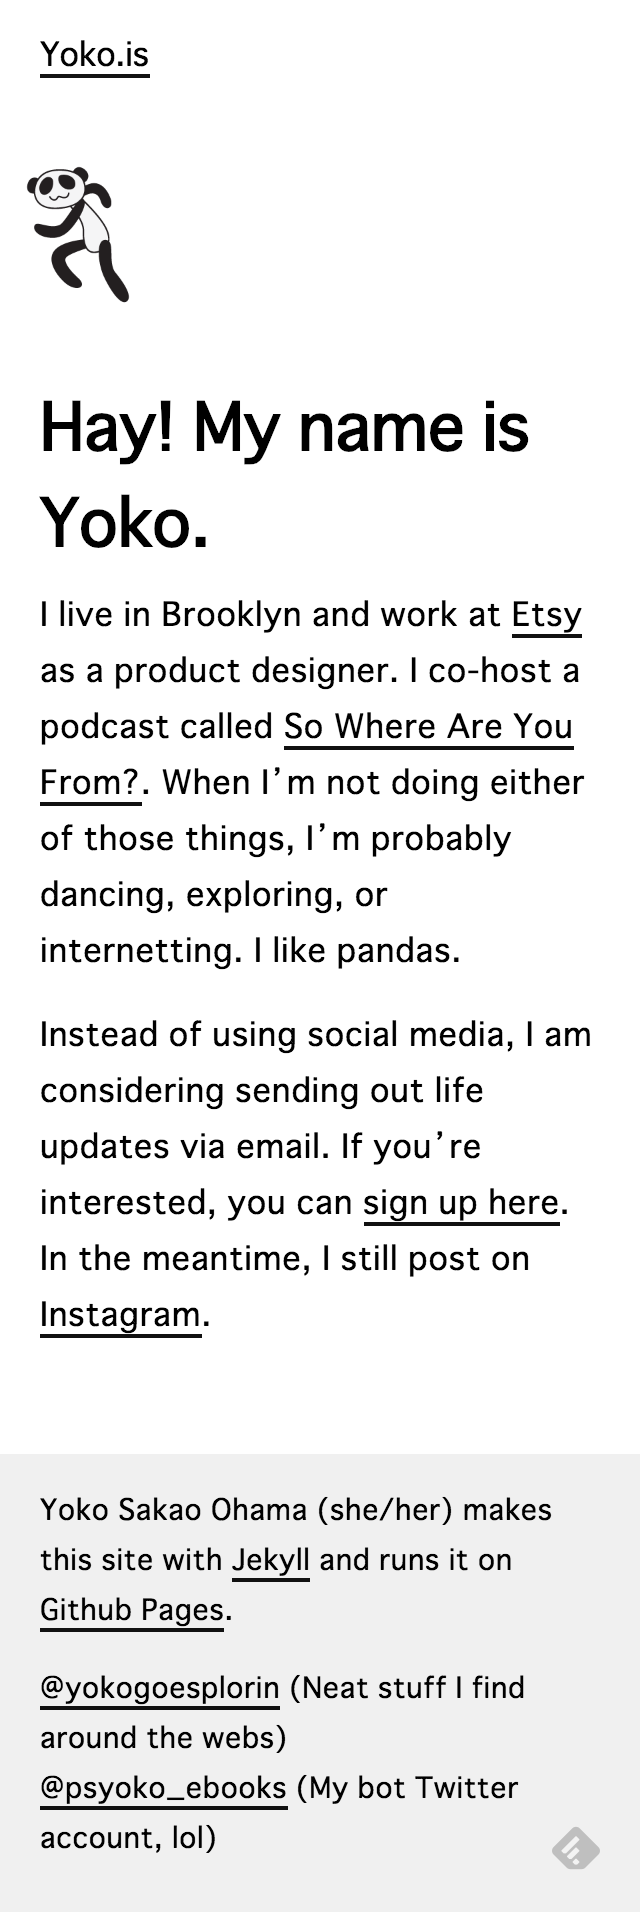 Yoko.is
Hay! My name is
Yoko.
I live in Brooklyn and work at Etsy
as a product designer. I co-host a
podcast called So Where Are You
From?. When I’m not doing either
of those things, I’m probably
dancing, exploring, or
internetting. I like pandas.
Instead of using social media, I am
considering sending out life
updates via email. If you’re
interested, you can sign up here.
In the meantime, I still post on
Instagram.
Yoko Sakao Ohama (she/her) makes
this site with Jekyll and runs it on
Github Pages.
@yokogoesplorin (Neat stuff I find
around the webs)
@psyoko_ebooks (My bot Twitter
account, lol)